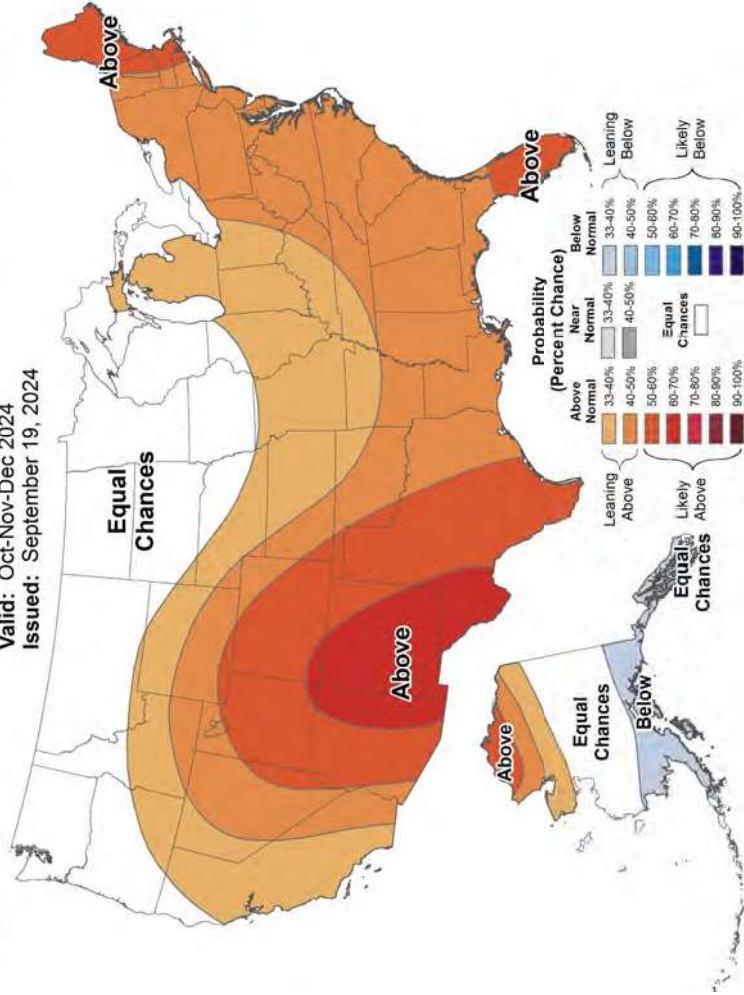 Valid: Oct-Nov-Dec 2024
Issued: September 19, 2024
Equal
Chances
Above
Above
Above
Above
Equal
Chances
Below
Equal
Chances
Probability
(Percent Chance)
Above
Normal
Near
Normal
Below
Normal
Leaning
Above
33-40%
40-50%
33-40%
40-50%
33-40%
40-50%
Leaning
Below
Likely
Above
50-60%
60-70%
70-80%
80-90%
90-100%
Equal
Chances
50-60%
60-70%
70-80%
80-90%
90-100%
Likely
Below